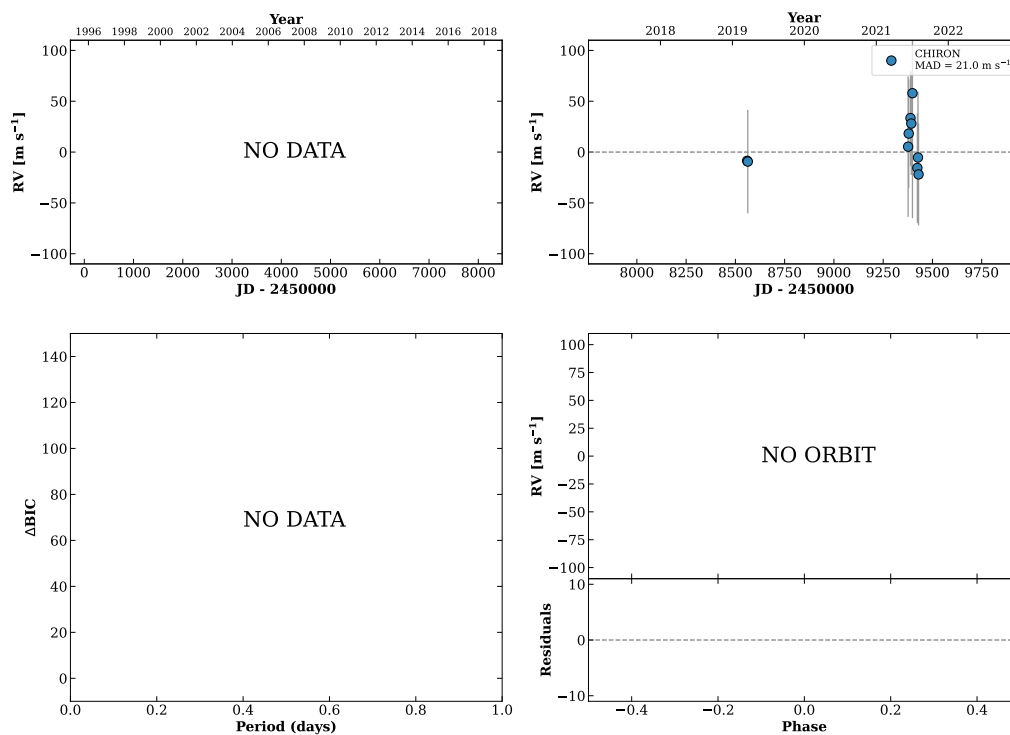 Year
1996 1998 2000 2002 2004 2006 2008 2010 2012 2014 2016 2018
100
50
0
−50
−100
RV [m s⁻¹]
NO DATA
0 1000 2000 3000 4000 5000 6000 7000 8000
JD - 2450000
Year
2018 2019 2020 2021 2022
100
50
0
−50
−100
RV [m s⁻¹]
CHIRON
MAD = 21.0 m s⁻¹
8000 8250 8500 8750 9000 9250 9500 9750
JD - 2450000
140
120
100
80
60
40
20
0
ΔBIC
NO DATA
0.0 0.2 0.4 0.6 0.8 1.0
Period (days)
100
75
50
25
0
−25
−50
−75
−100
RV [m s⁻¹]
NO ORBIT
10
0
−10
Residuals
−0.4 −0.2 0.0 0.2 0.4
Phase